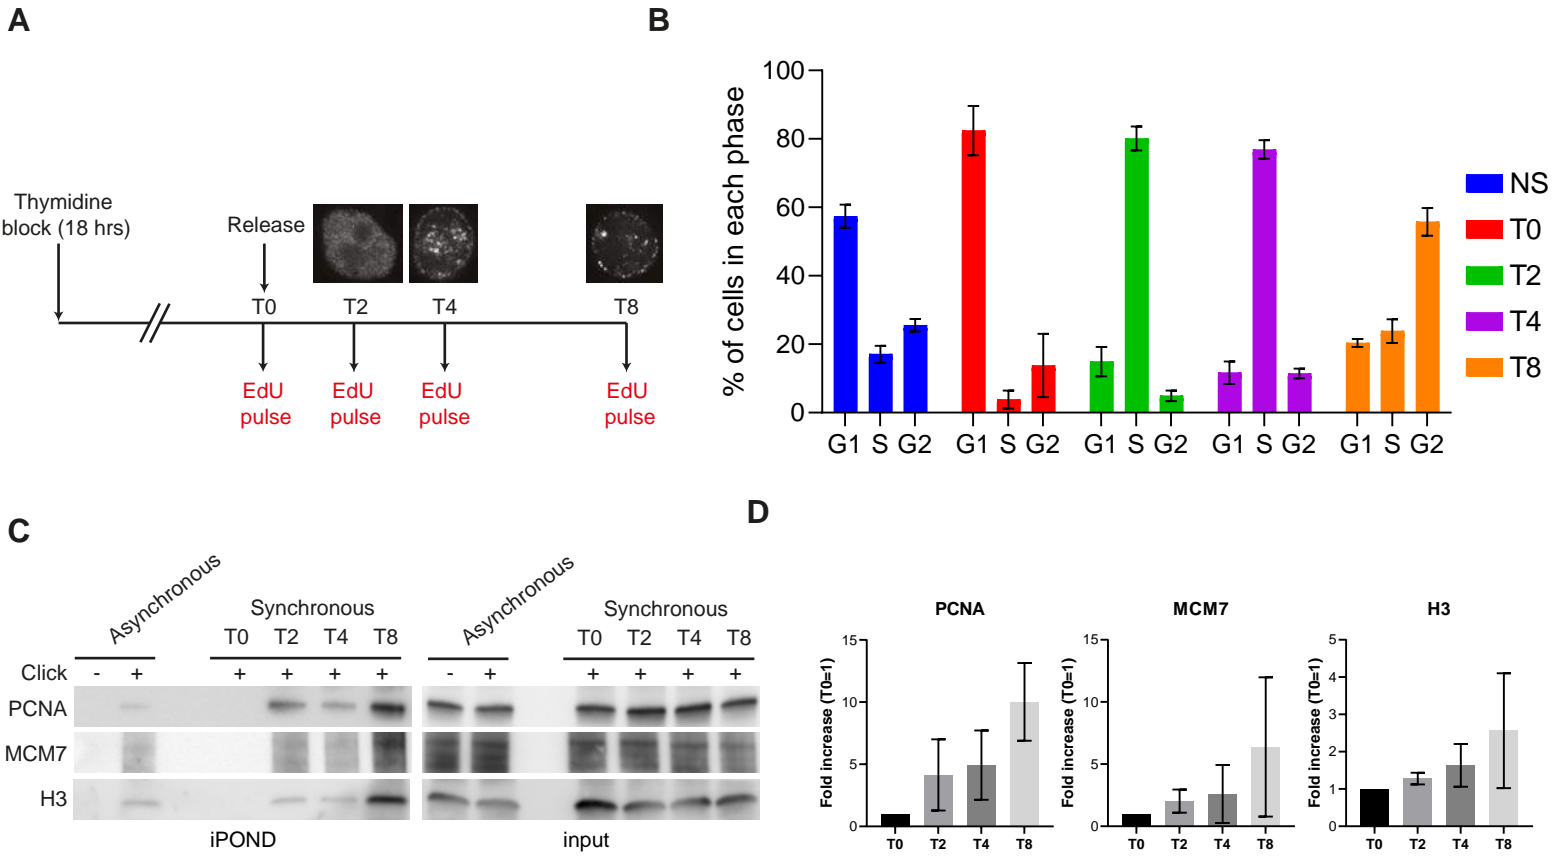 A
Thymidine
block (18 hrs)
Release
T0
T2
T4
T8
EdU
pulse
EdU
pulse
EdU
pulse
EdU
pulse
B
% of cells in each phase
100
80
60
40
20
0
G1 S G2
G1 S G2
G1 S G2
G1 S G2
G1 S G2
NS
T0
T2
T4
T8
C
Asynchronous
Synchronous
T0 T2 T4 T8
Asynchronous
Synchronous
T0 T2 T4 T8
Click - + + + + + - + + + + +
PCNA
MCM7
H3
iPOND
input
D
PCNA
Fold increase (T0=1)
15
10
5
0
T0 T2 T4 T8
MCM7
Fold increase (T0=1)
15
10
5
0
T0 T2 T4 T8
H3
Fold increase (T0=1)
5
4
3
2
1
0
T0 T2 T4 T8